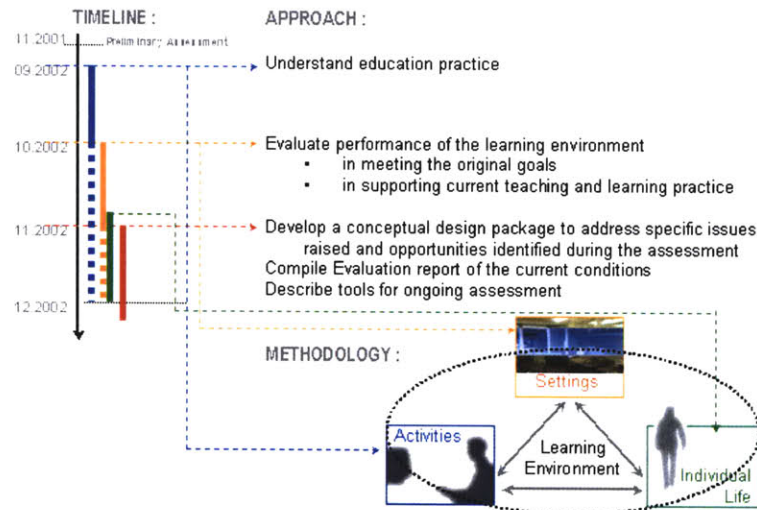 TIMELINE :
APPROACH :
11.2001
Preliminary Assessment
09.2002
Understand education practice
10.2002
Evaluate performance of the learning environment
▪ in meeting the original goals
▪ in supporting current teaching and learning practice
11.2002
Develop a conceptual design package to address specific issues
raised and opportunities identified during the assessment
Compile Evaluation report of the current conditions
Describe tools for ongoing assessment
12.2002
METHODOLOGY :
Settings
Activities
Learning
Environment
Individual
Life